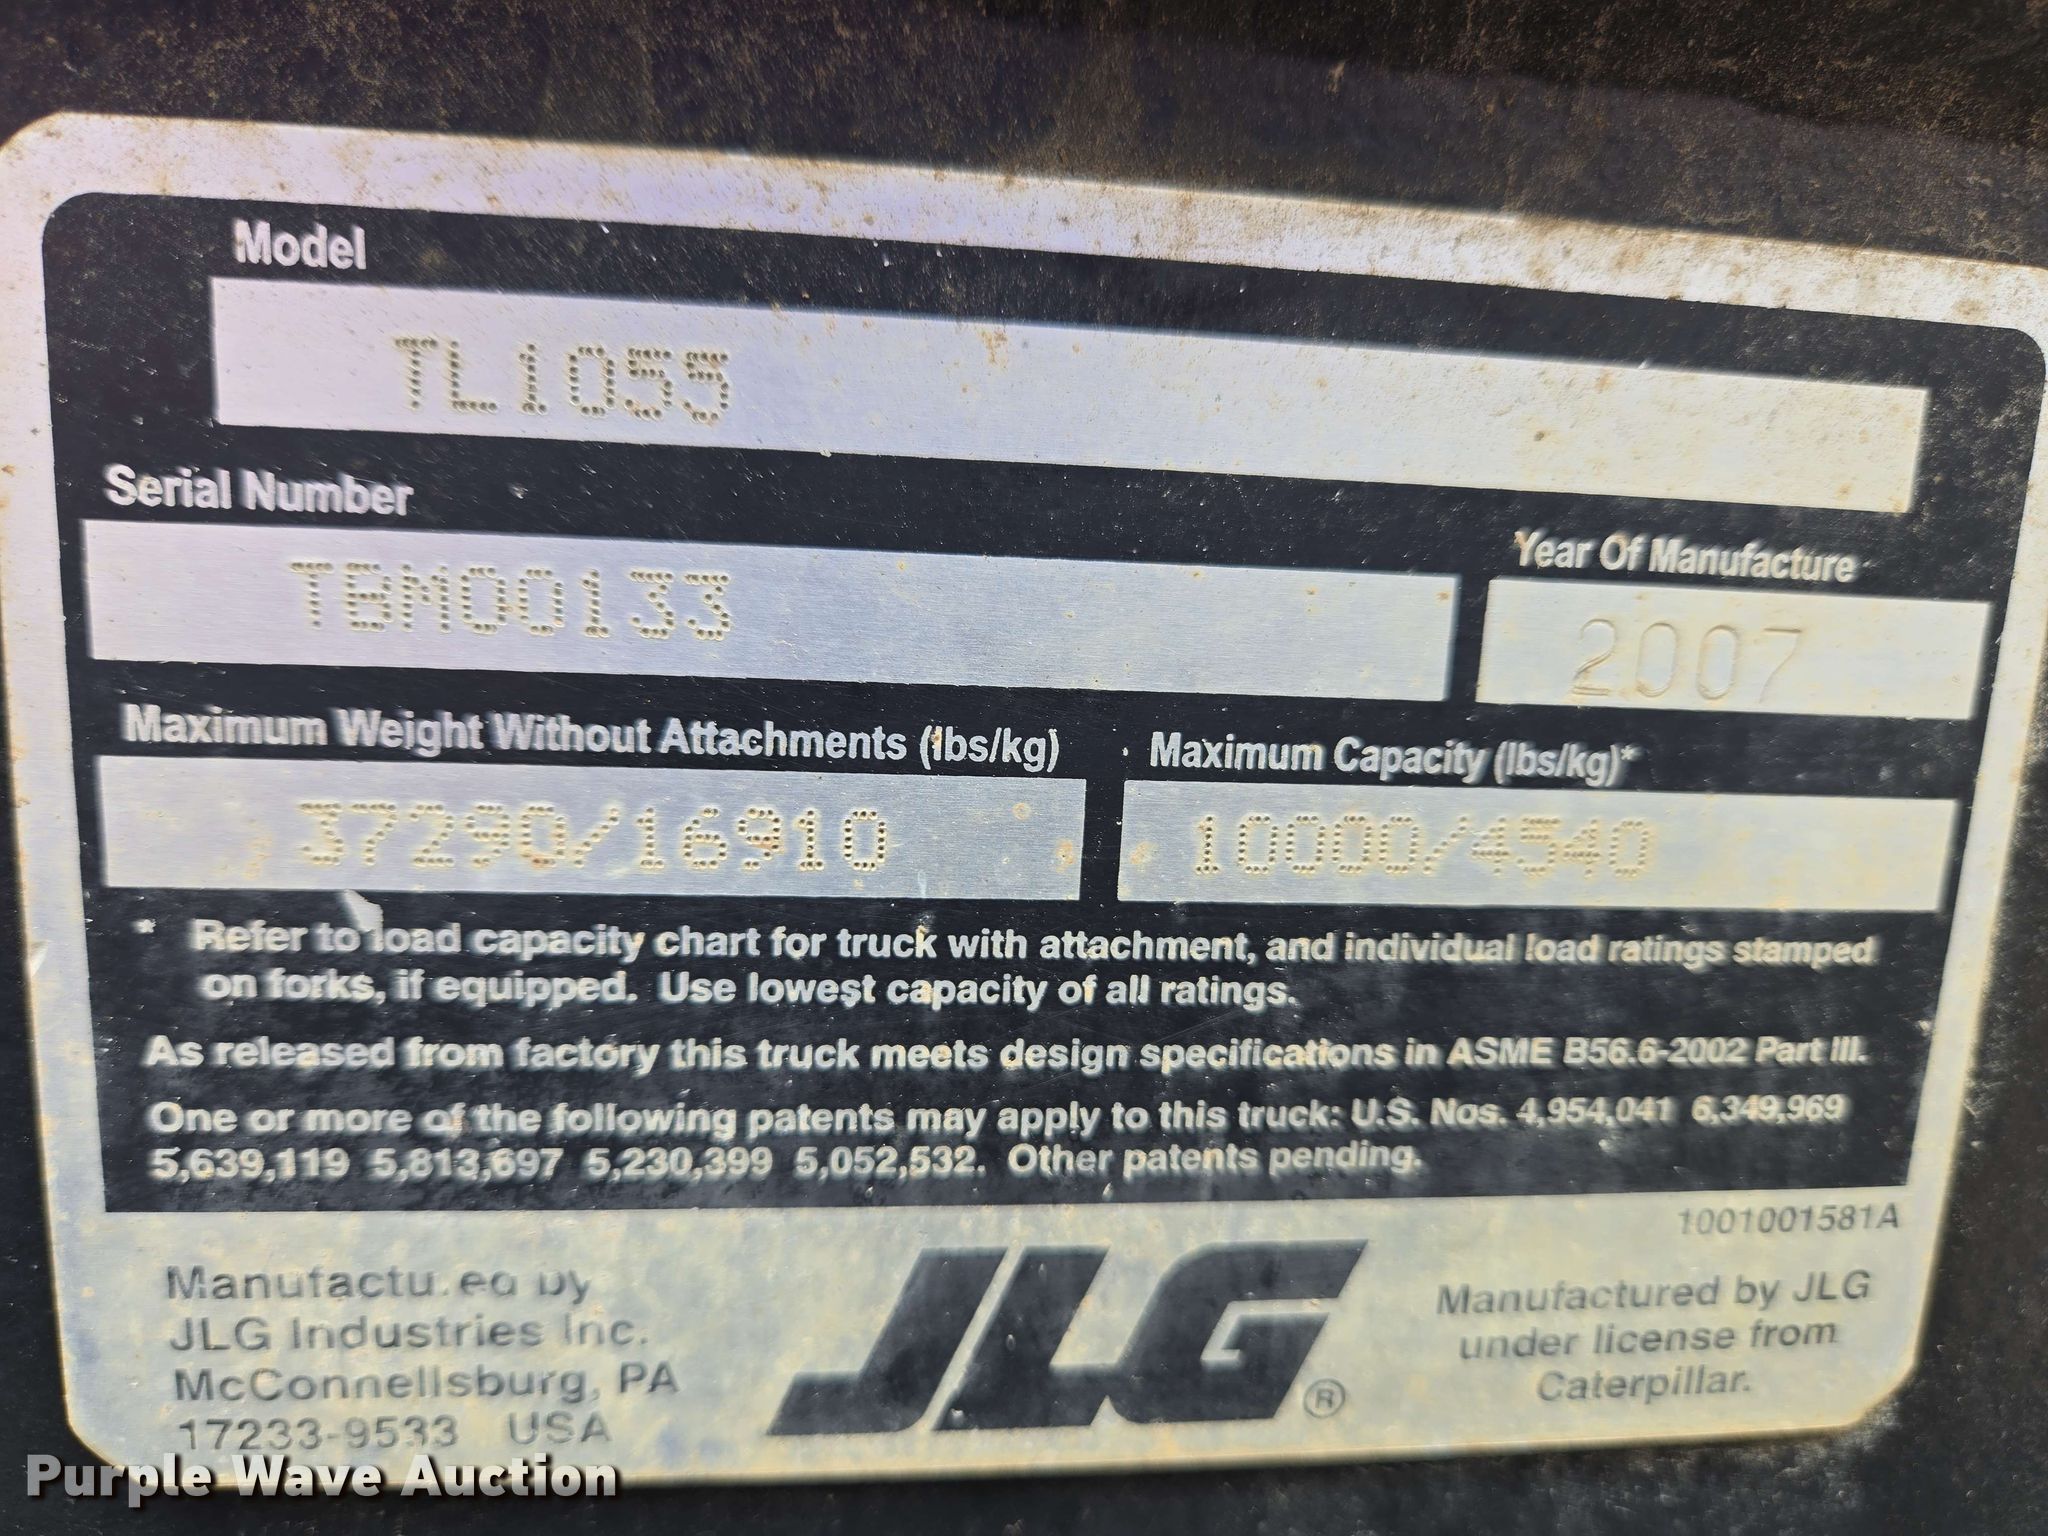 Model
TL1055
Serial Number
TBM00133
Year Of Manufacture
2007
Maximum Weight Without Attachments (lbs/kg)
37290/16910
Maximum Capacity (lbs/kg)*
10000/4540
* Refer to load capacity chart for truck with attachment, and individual load ratings stamped
on forks, if equipped. Use lowest capacity of all ratings.
As released from factory this truck meets design specifications in ASME B56.6-2002 Part III.
One or more of the following patents may apply to this truck: U.S. Nos. 4,954,041 6,349,969
5,639,119 5,813,697 5,230,399 5,052,532. Other patents pending.
1001001581A
Manufactured by
JLG Industries Inc.
McConnellsburg, PA
17233-9533 USA
JLG®
Manufactured by JLG
under license from
Caterpillar.
Purple Wave Auction